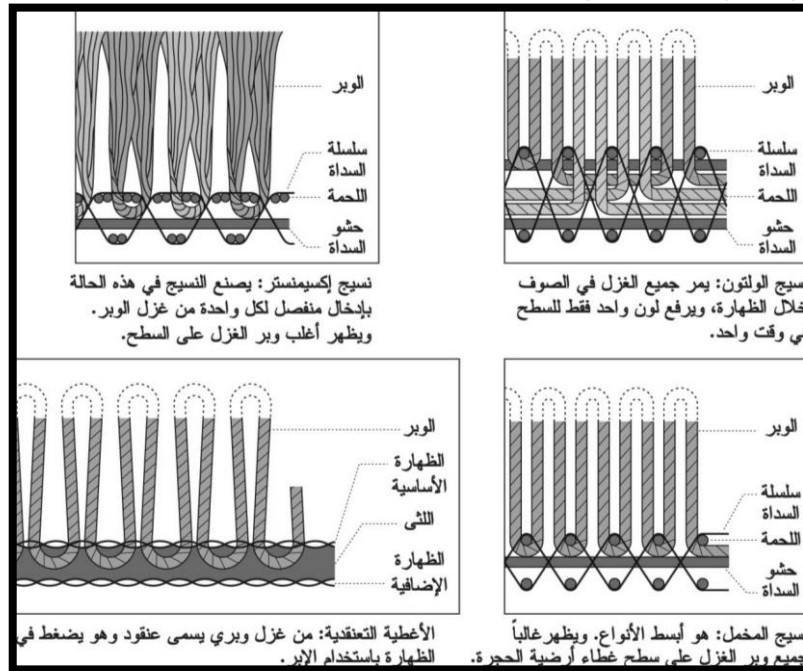 الوبر
سلسلة
السداة
اللحمة
حشو
السداة
نسيج الولتون: يمر جميع الغزل في الصوف
خلال الظهارة، ويرفع لون واحد فقط للسطح
في وقت واحد.
الوبر
سلسلة
السداة
اللحمة
حشو
السداة
نسيج إكسيمنستر: يصنع النسيج في هذه الحالة
بإدخال منفصل لكل واحدة من غزل الوبر.
ويظهر أغلب وبر الغزل على السطح.
الوبر
سلسلة
السداة
اللحمة
حشو
السداة
نسيج المخمل: هو أبسط الأنواع. ويظهر غالباً
جميع وبر الغزل على سطح غطاء أرضية الحجرة.
الوبر
الظهارة
الأساسية
اللثى
الظهارة
الإضافية
الأغطية التعنقدية: من غزل وبري يسمى عنقود وهو يضغط في
الظهارة باستخدام الإبر.